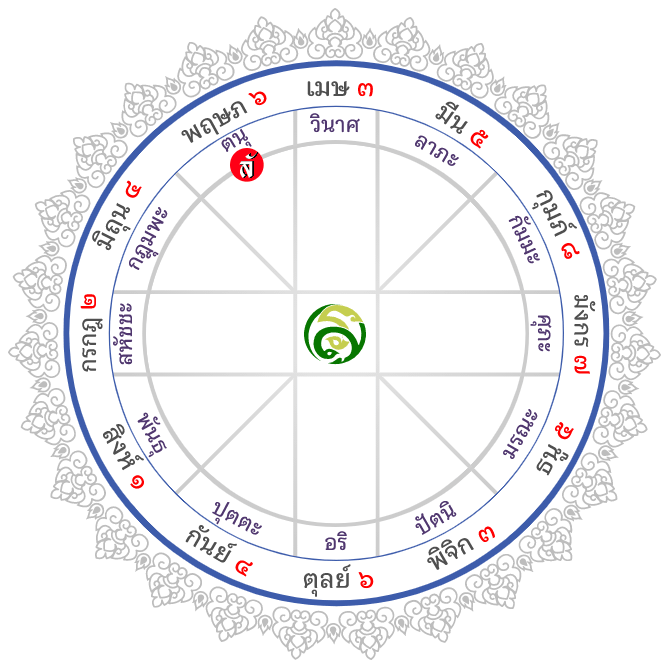 เมษ ๓
พฤษภ ๖
มิถุน ๔
กรกฎ ๒
สิงห์ ๑
กันย์ ๔
ตุลย์ ๖
พิจิก ๓
ธนู ๕
มังกร ๗
กุมภ์ ๘
มีน ๕
วินาศ
ตนุ
ลั
กฎุมพะ
สหัชชะ
พันธุ
ปุตตะ
อริ
ปัตนิ
มรณะ
ศุภะ
กัมมะ
ลาภะ